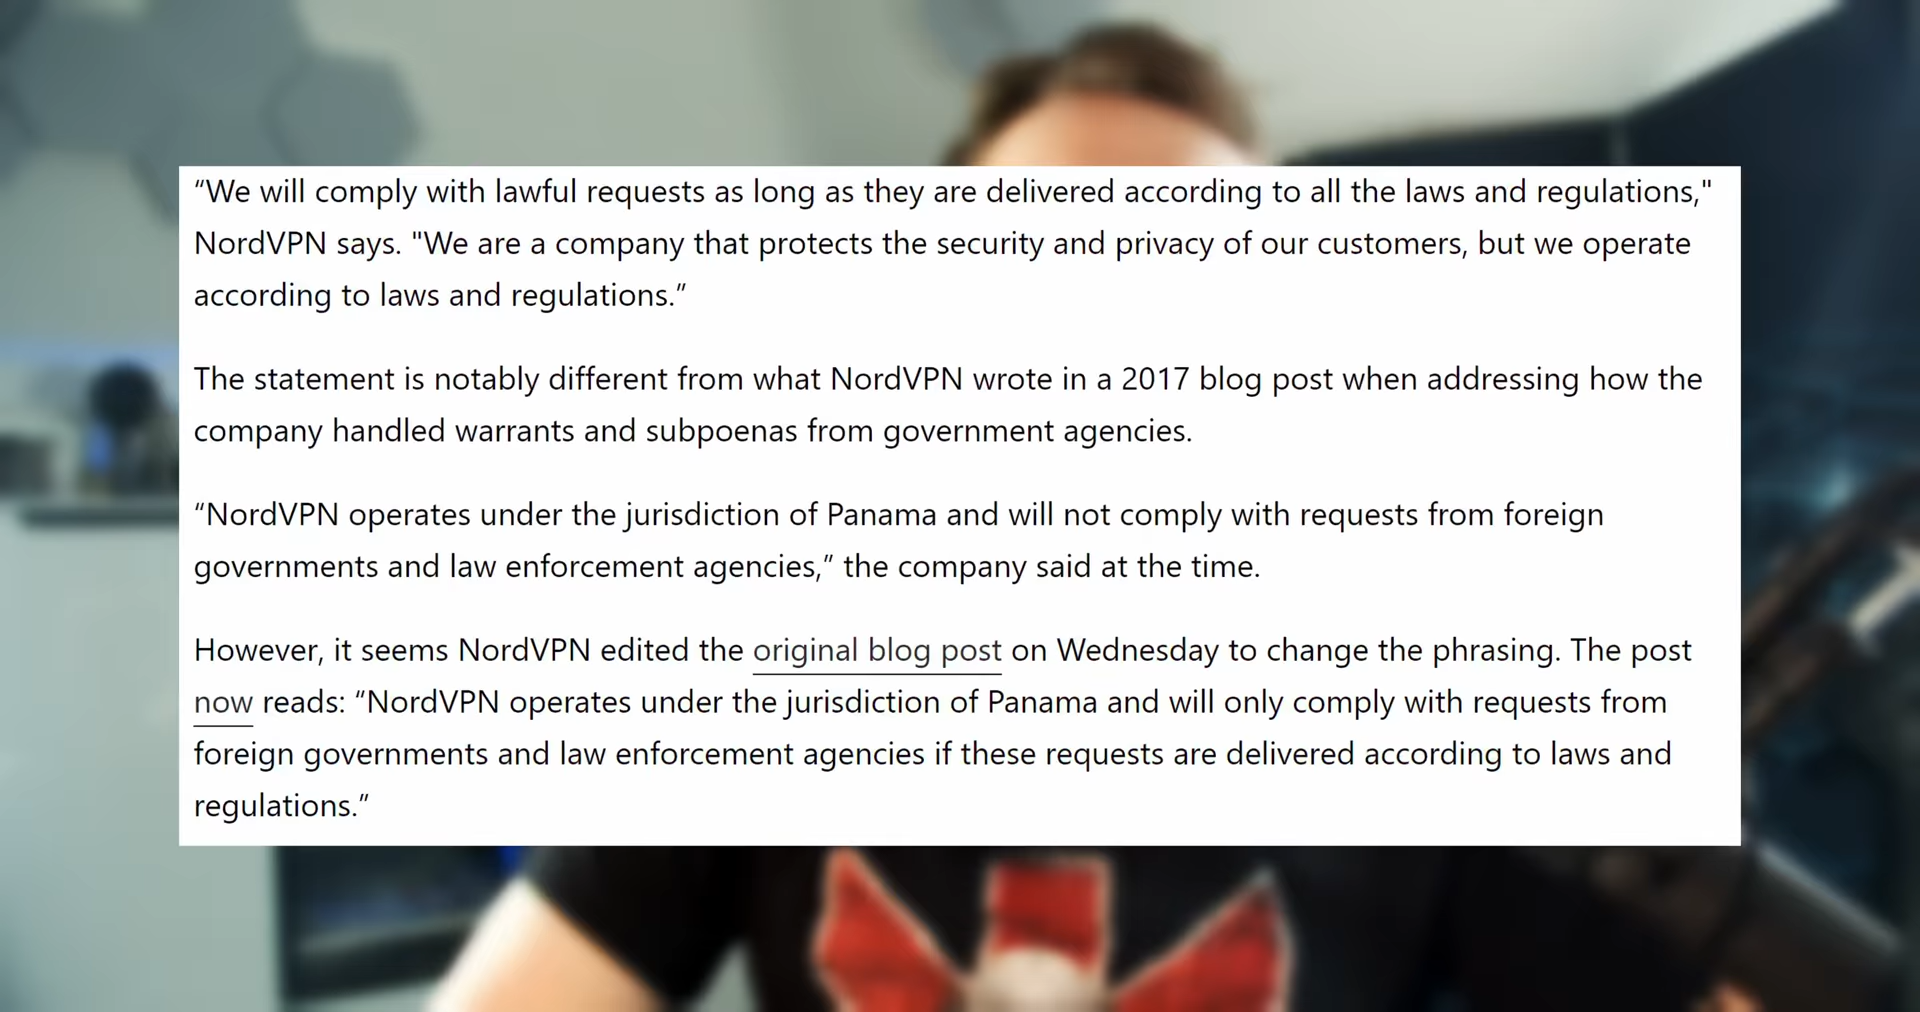 “We will comply with lawful requests as long as they are delivered according to all the laws and regulations,"
NordVPN says. "We are a company that protects the security and privacy of our customers, but we operate
according to laws and regulations.”
The statement is notably different from what NordVPN wrote in a 2017 blog post when addressing how the
company handled warrants and subpoenas from government agencies.
“NordVPN operates under the jurisdiction of Panama and will not comply with requests from foreign
governments and law enforcement agencies,” the company said at the time.
However, it seems NordVPN edited the original blog post on Wednesday to change the phrasing. The post
now reads: “NordVPN operates under the jurisdiction of Panama and will only comply with requests from
foreign governments and law enforcement agencies if these requests are delivered according to laws and
regulations.”